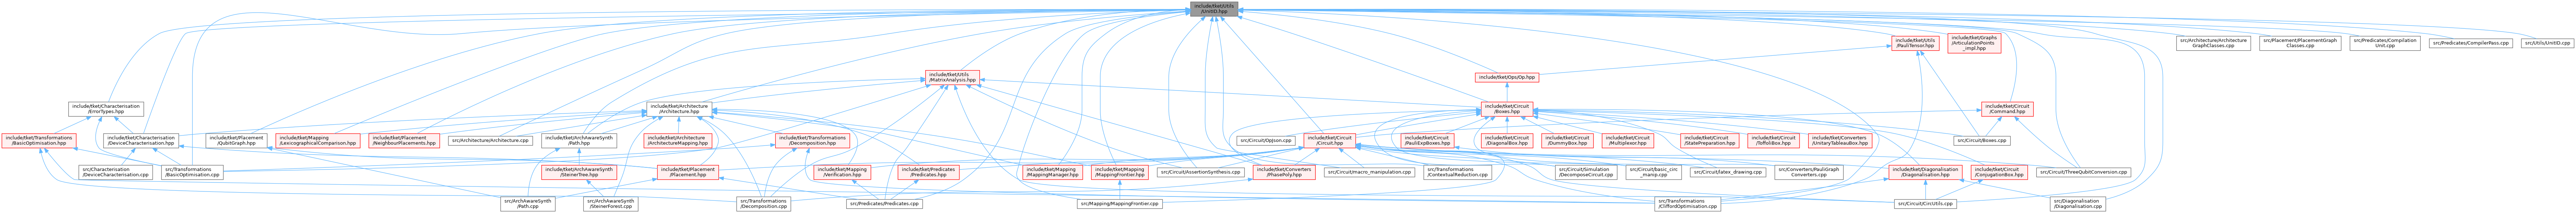 include/tket/Utils
/UnitID.hpp
include/tket/Utils
/PauliTensor.hpp
include/tket/Graphs
/ArticulationPoints
_impl.hpp
src/Architecture/Architecture
GraphClasses.cpp
src/Placement/PlacementGraph
Classes.cpp
src/Predicates/Compilation
Unit.cpp
src/Predicates/CompilerPass.cpp
src/Utils/UnitID.cpp
include/tket/Utils
/MatrixAnalysis.hpp
include/tket/Ops/Op.hpp
include/tket/Characterisation
/ErrorTypes.hpp
include/tket/Architecture
/Architecture.hpp
include/tket/Circuit
/Boxes.hpp
include/tket/Circuit
/Command.hpp
include/tket/Transformations
/BasicOptimisation.hpp
include/tket/Characterisation
/DeviceCharacterisation.hpp
include/tket/Placement
/QubitGraph.hpp
include/tket/Mapping
/LexicographicalComparison.hpp
include/tket/Placement
/NeighbourPlacements.hpp
src/Architecture/Architecture.cpp
include/tket/ArchAwareSynth
/Path.hpp
include/tket/Architecture
/ArchitectureMapping.hpp
include/tket/Transformations
/Decomposition.hpp
src/Circuit/OpJson.cpp
include/tket/Circuit
/Circuit.hpp
include/tket/Circuit
/PauliExpBoxes.hpp
include/tket/Circuit
/DiagonalBox.hpp
include/tket/Circuit
/DummyBox.hpp
include/tket/Circuit
/Multiplexor.hpp
include/tket/Circuit
/StatePreparation.hpp
include/tket/Circuit
/ToffoliBox.hpp
include/tket/Converters
/UnitaryTableauBox.hpp
src/Circuit/Boxes.cpp
src/Characterisation
/DeviceCharacterisation.cpp
src/Transformations
/BasicOptimisation.cpp
include/tket/ArchAwareSynth
/SteinerTree.hpp
include/tket/Placement
/Placement.hpp
include/tket/Mapping
/Verification.hpp
include/tket/Predicates
/Predicates.hpp
include/tket/Mapping
/MappingManager.hpp
include/tket/Mapping
/MappingFrontier.hpp
src/Circuit/AssertionSynthesis.cpp
include/tket/Converters
/PhasePoly.hpp
src/Circuit/macro_manipulation.cpp
src/Transformations
/ContextualReduction.cpp
src/Circuit/Simulation
/DecomposeCircuit.cpp
src/Circuit/basic_circ
_manip.cpp
src/Circuit/latex_drawing.cpp
src/Converters/PauliGraph
Converters.cpp
include/tket/Diagonalisation
/Diagonalisation.hpp
include/tket/Circuit
/ConjugationBox.hpp
src/Circuit/ThreeQubitConversion.cpp
src/ArchAwareSynth
/Path.cpp
src/ArchAwareSynth
/SteinerForest.cpp
src/Transformations
/Decomposition.cpp
src/Predicates/Predicates.cpp
src/Mapping/MappingFrontier.cpp
src/Transformations
/CliffordOptimisation.cpp
src/Circuit/CircUtils.cpp
src/Diagonalisation
/Diagonalisation.cpp